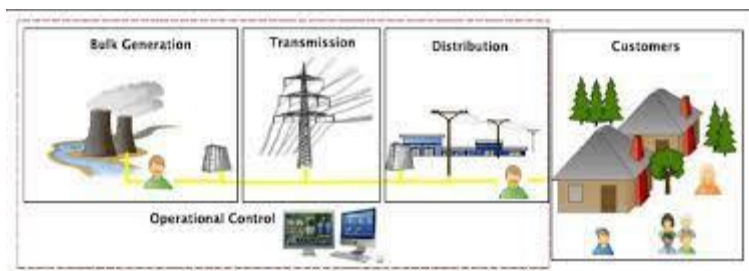 Bulk Generation
Transmission
Distribution
Customers
Operational Control